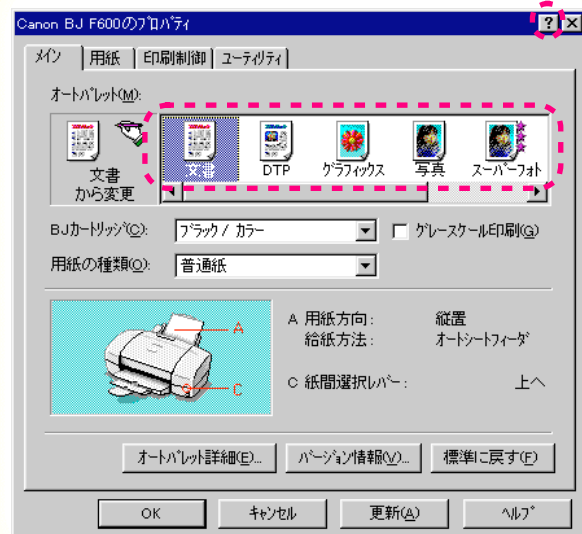 Canon BJ F600のプロパティ ? ×
メイン 用紙 印刷制御 ユーティリティ
オートパレット(M):
文書 DTP グラフィックス 写真 スーパーフォト
文書
から変更
BJカートリッジ(C): ブラック / カラー グレースケール印刷(G)
用紙の種類(O): 普通紙
A A 用紙方向: 縦置
給紙方法: オートシートフィーダ
C C 紙間選択レバー: 上へ
オートパレット詳細(E)... バージョン情報(V)... 標準に戻す(F)
OK キャンセル 更新(A) ヘルプ